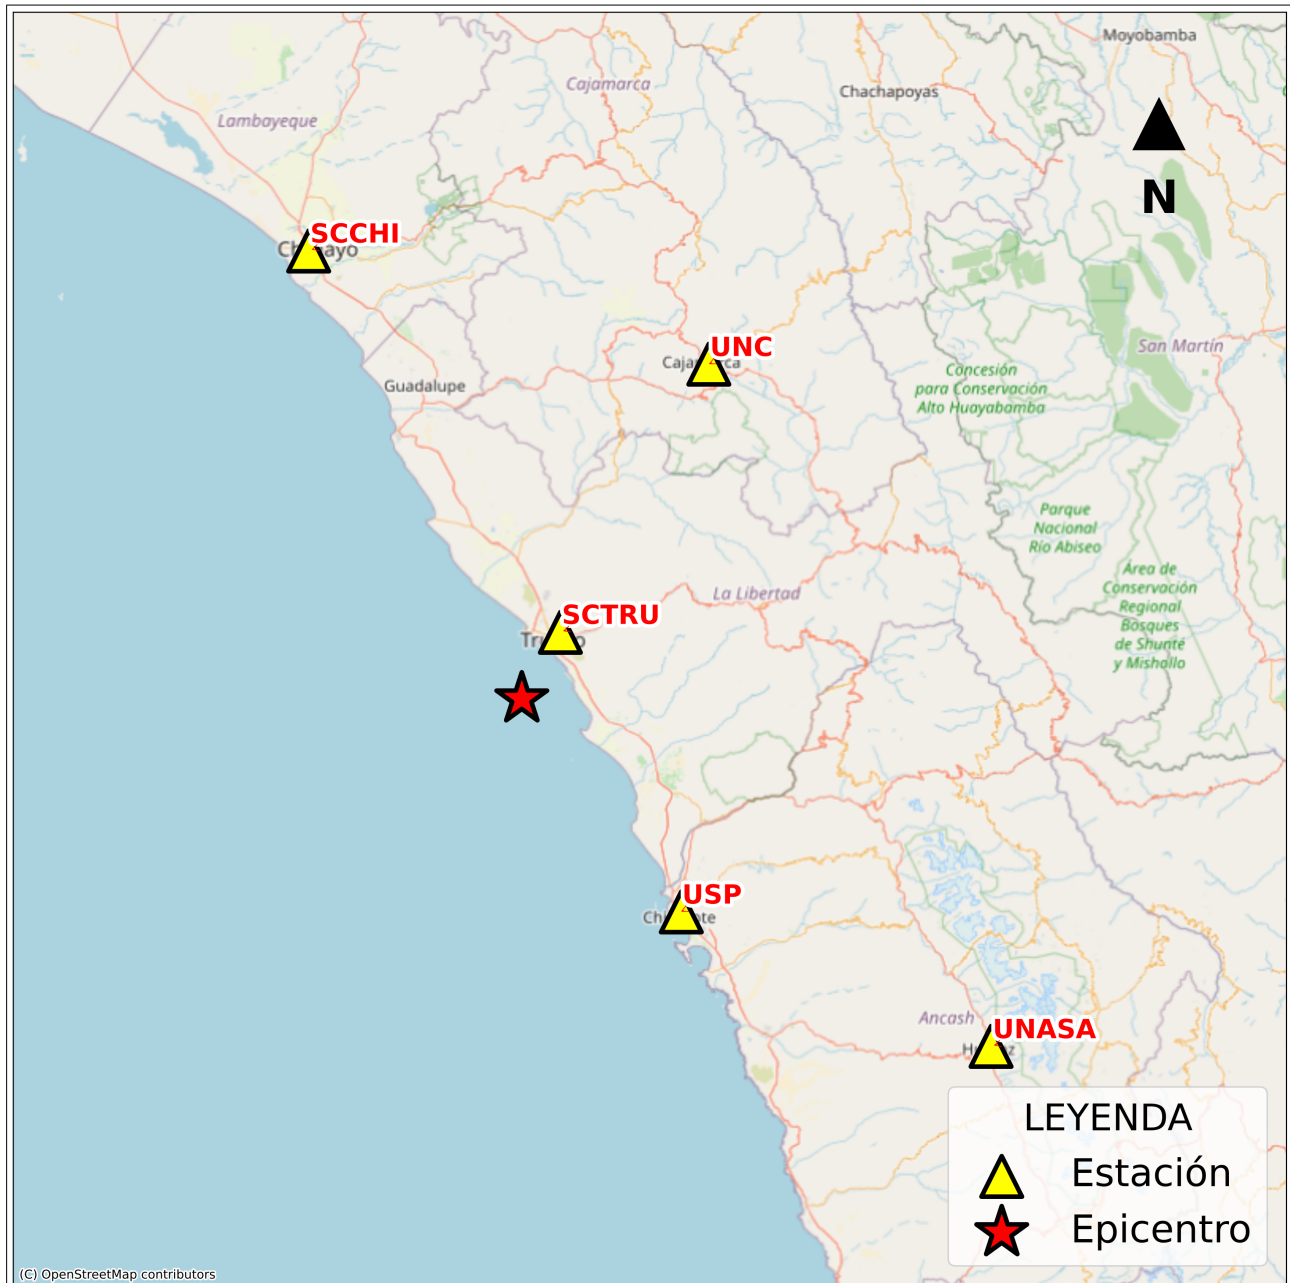 Moyobamba
Cajamarca
Chachapoyas
Lambayeque
N
SCCHI
UNC
San Martín
Guadalupe
Concesión
para Conservación
Alto Huayabamba
Parque
Nacional
Río Abiseo
Área de
Conservación
Regional
Bosques
de Shunté
y Mishollo
La Libertad
SCTRU
USP
Ancash
UNASA
LEYENDA
Estación
Epicentro
(C) OpenStreetMap contributors